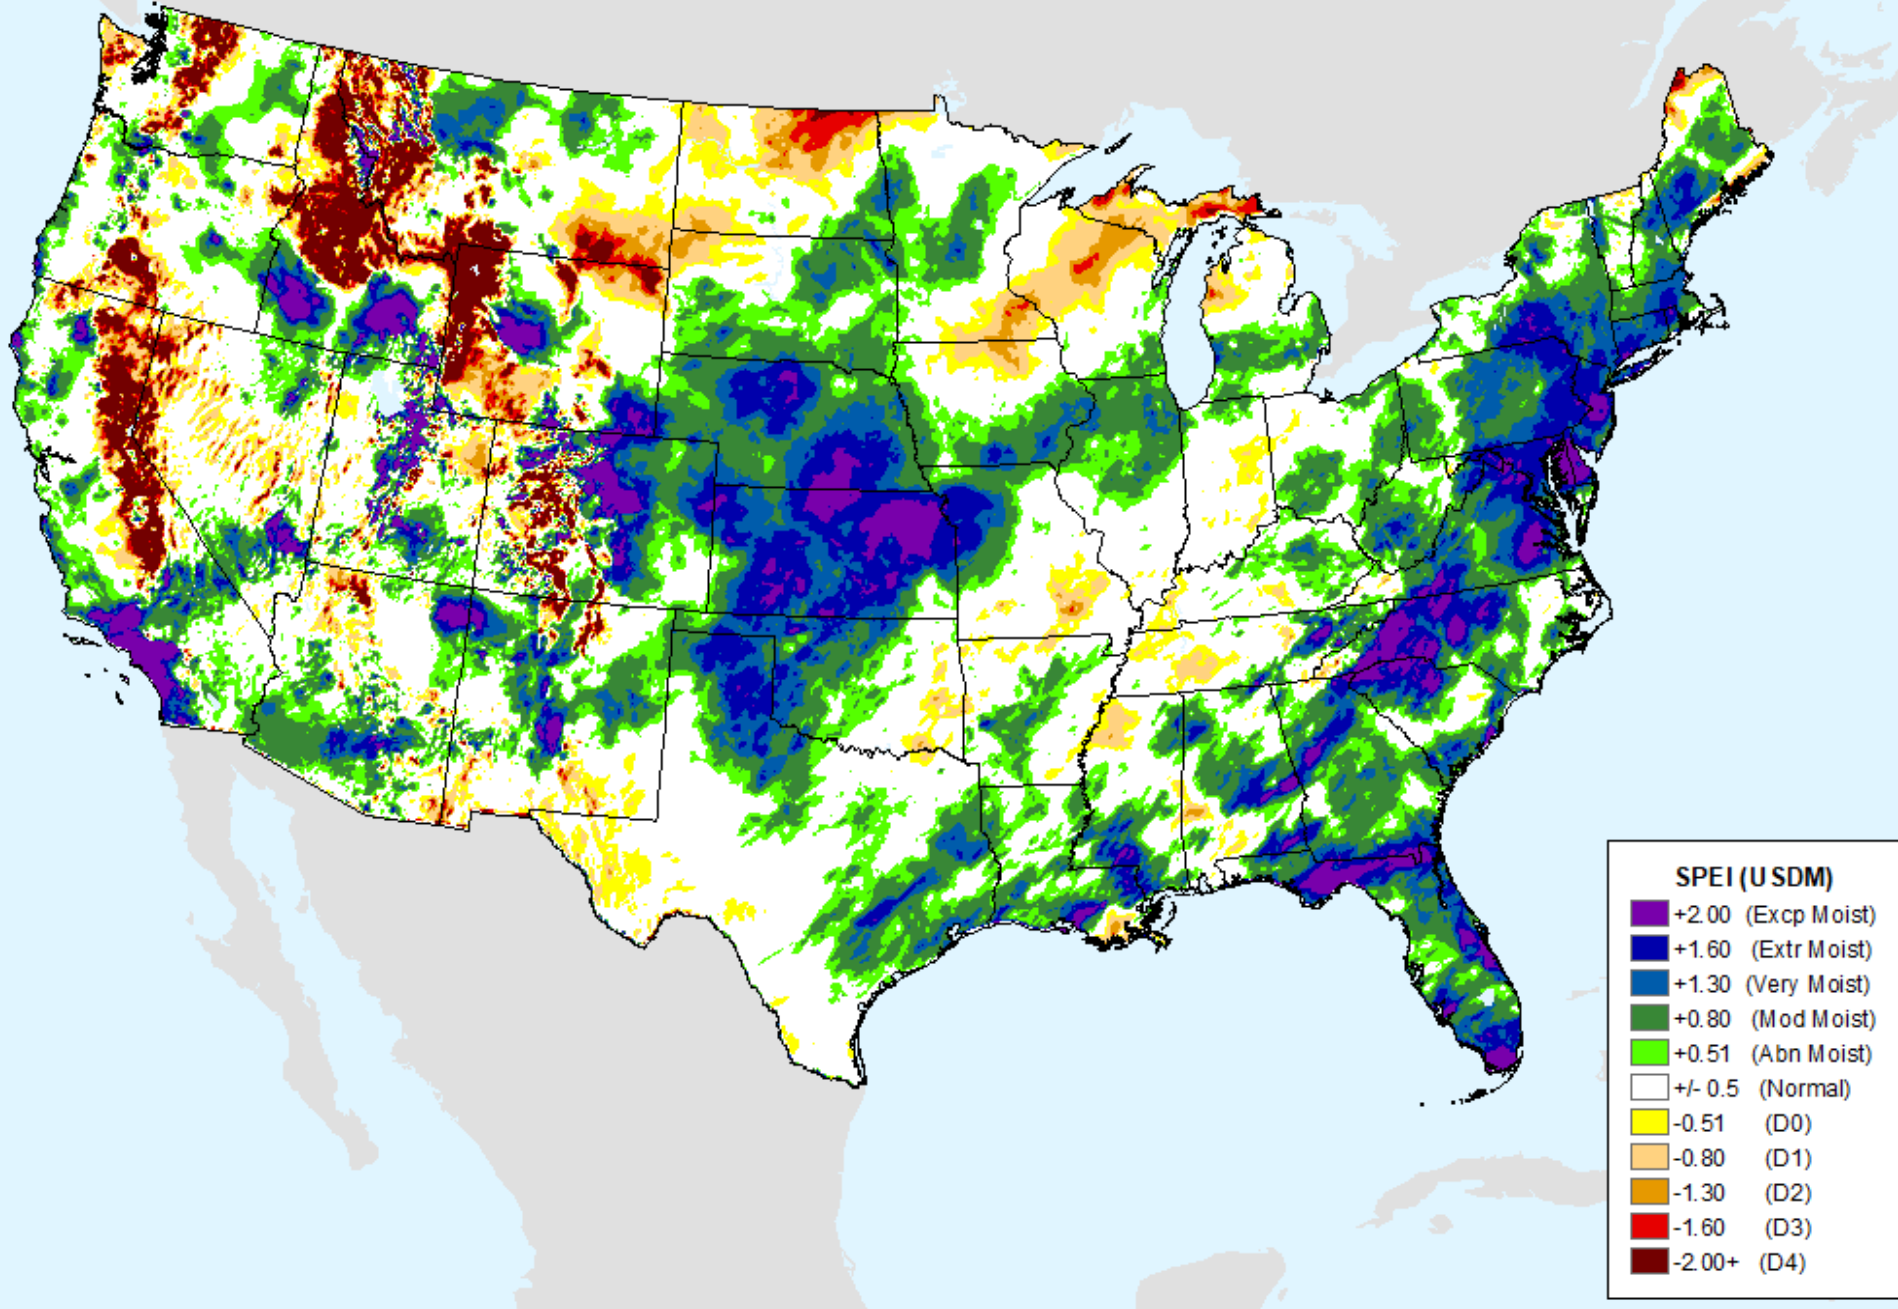 SPEI (USDM)
+2.00 (Excp Moist)
+1.60 (Extr Moist)
+1.30 (Very Moist)
+0.80 (Mod Moist)
+0.51 (Abn Moist)
+/- 0.5 (Normal)
-0.51 (D0)
-0.80 (D1)
-1.30 (D2)
-1.60 (D3)
-2.00+ (D4)